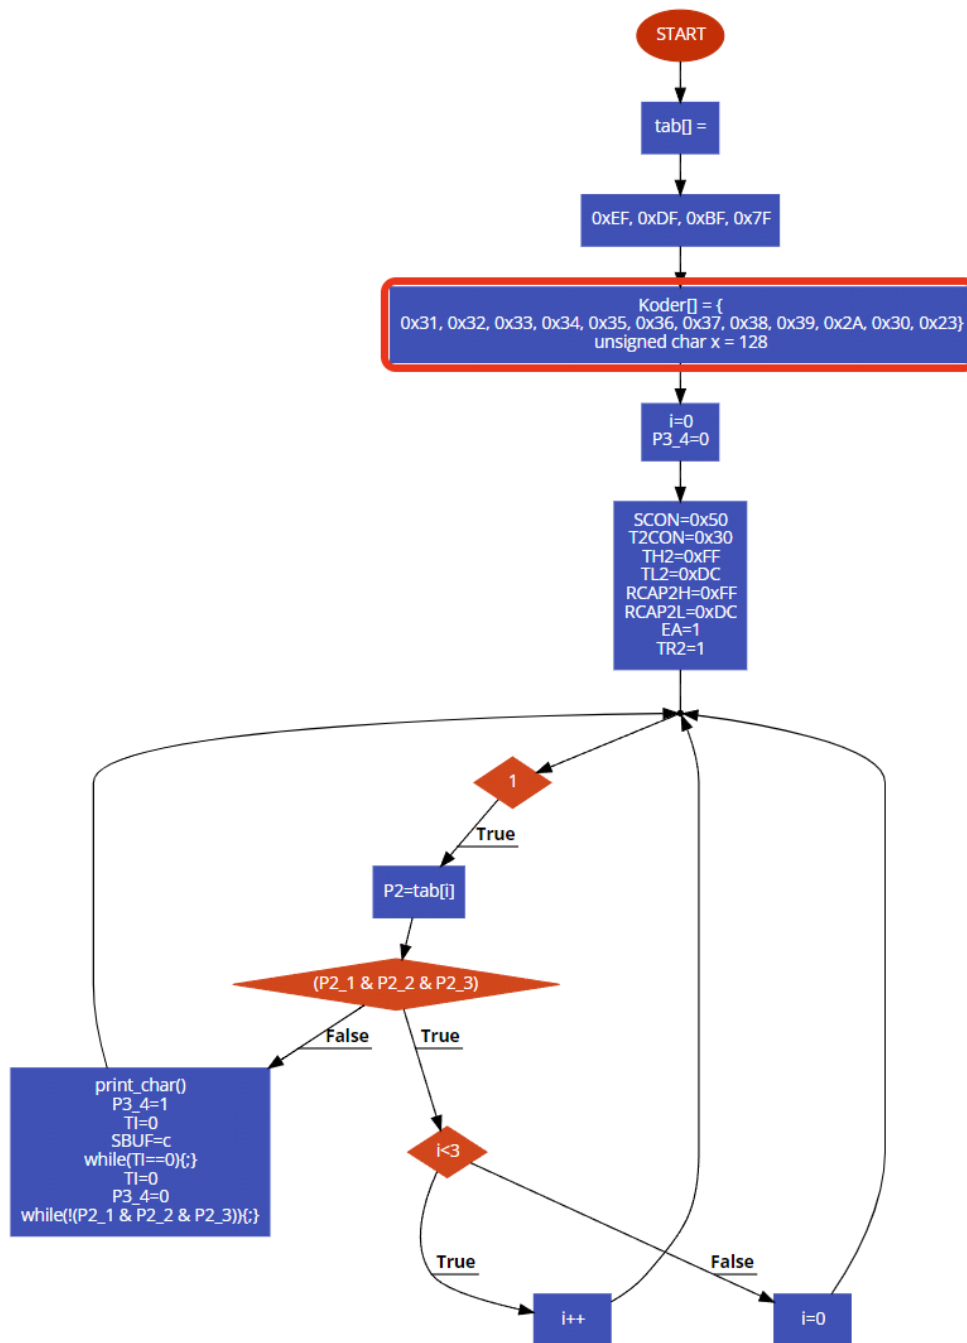 START
tab[] =
0xEF, 0xDF, 0xBF, 0x7F
Koder[] = {
0x31, 0x32, 0x33, 0x34, 0x35, 0x36, 0x37, 0x38, 0x39, 0x2A, 0x30, 0x23}
unsigned char x = 128
i=0
P3_4=0
SCON=0x50
T2CON=0x30
TH2=0xFF
TL2=0xDC
RCAP2H=0xFF
RCAP2L=0xDC
EA=1
TR2=1
1
True
P2=tab[i]
(P2_1 & P2_2 & P2_3)
False
True
print_char()
P3_4=1
TI=0
SBUF=c
while(TI==0){;}
TI=0
P3_4=0
while(!(P2_1 & P2_2 & P2_3)){;}
i<3
True
False
i++
i=0